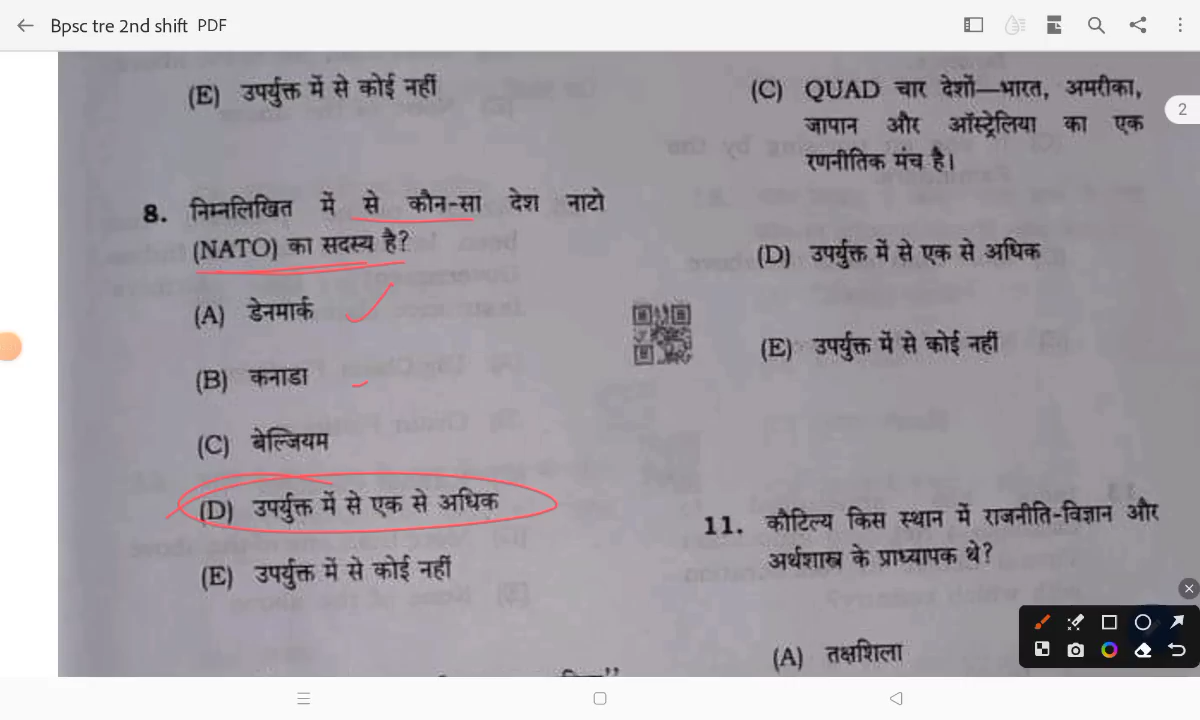 Bpsc tre 2nd shift PDF
2
(E) उपर्युक्त में से कोई नहीं
8. निम्नलिखित में से कौन-सा देश नाटो
(NATO) का सदस्य है?
(A) डेनमार्क
(B) कनाडा
(C) बेल्जियम
(D) उपर्युक्त में से एक से अधिक
(E) उपर्युक्त में से कोई नहीं
(C) QUAD चार देशों—भारत, अमरीका,
जापान और ऑस्ट्रेलिया का एक
रणनीतिक मंच है।
(D) उपर्युक्त में से एक से अधिक
(E) उपर्युक्त में से कोई नहीं
11. कौटिल्य किस स्थान में राजनीति-विज्ञान और
अर्थशास्त्र के प्राध्यापक थे?
(A) तक्षशिला